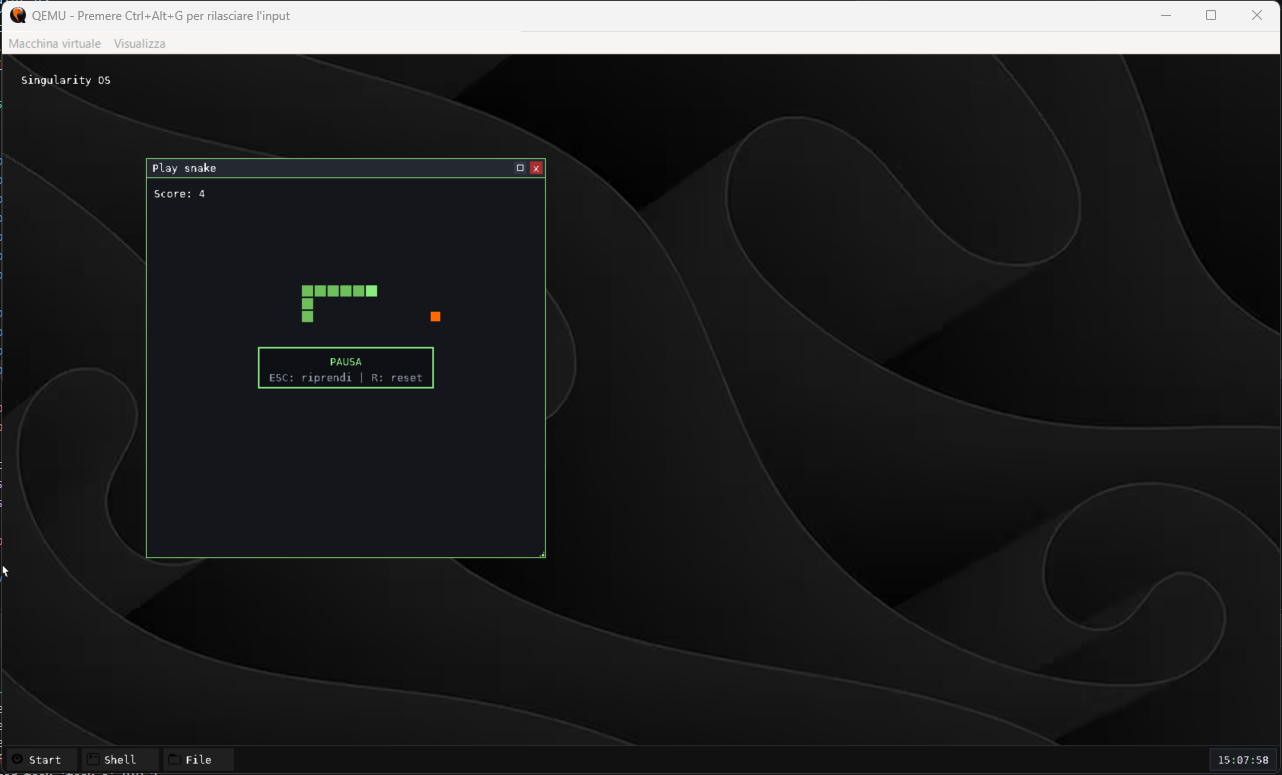 QEMU - Premere Ctrl+Alt+G per rilasciare l'input
Macchina virtuale Visualizza
Singularity OS
Play snake x
Score: 4
PAUSA
ESC: riprendi | R: reset
Start Shell File 15:07:58